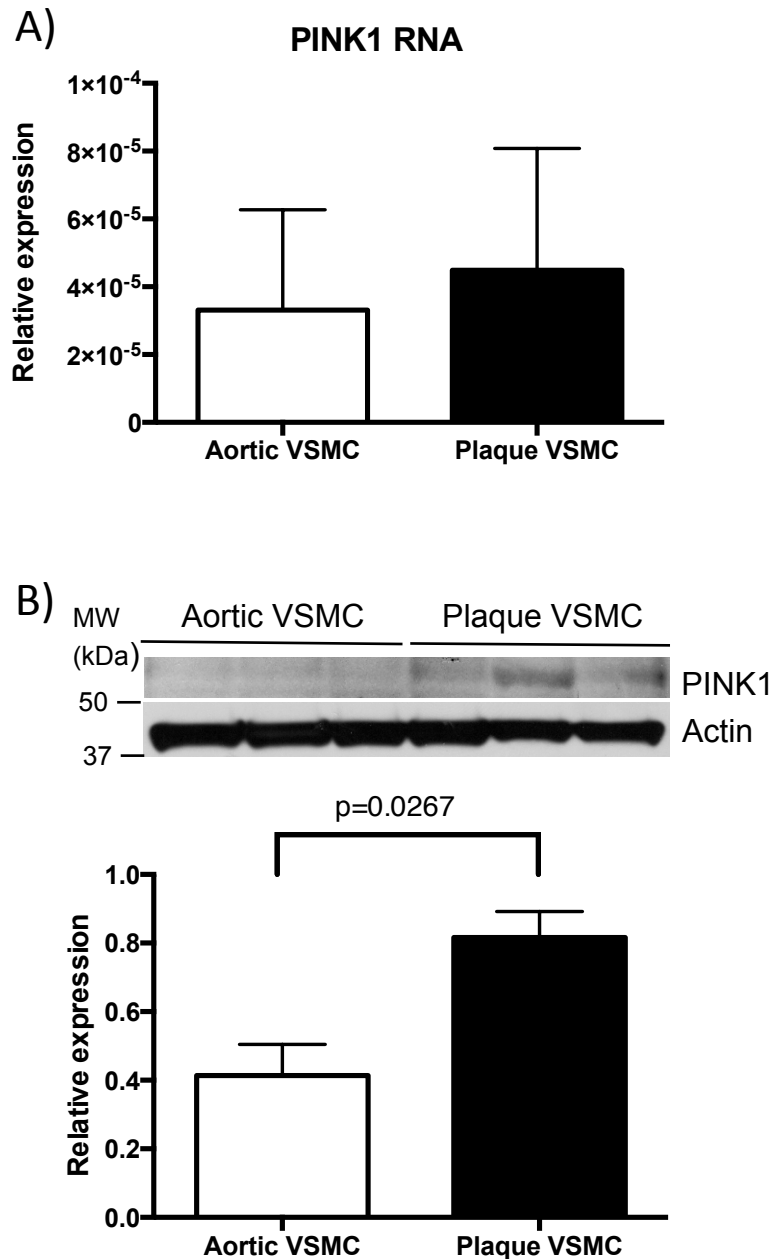 A)
PINK1 RNA
Relative expression
1×10⁻⁴
8×10⁻⁵
6×10⁻⁵
4×10⁻⁵
2×10⁻⁵
0
Aortic VSMC Plaque VSMC
B)
MW Aortic VSMC Plaque VSMC
(kDa)
PINK1
50
Actin
37
p=0.0267
Relative expression
1.0
0.8
0.6
0.4
0.2
0.0
Aortic VSMC Plaque VSMC